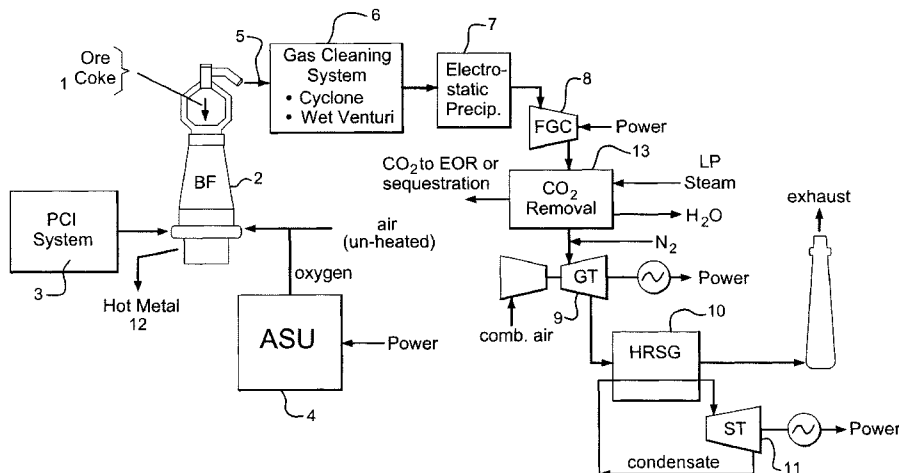 Ore
Coke
1
5
6
Gas Cleaning
System
• Cyclone
• Wet Venturi
7
Electro-
static
Precip.
8
FGC
Power
13
CO2 to EOR or
sequestration
CO2
Removal
LP
Steam
H2O
N2
exhaust
BF
2
PCI
System
3
air
(un-heated)
oxygen
Hot Metal
12
ASU
Power
4
GT
9
Power
comb. air
10
HRSG
ST
11
Power
condensate